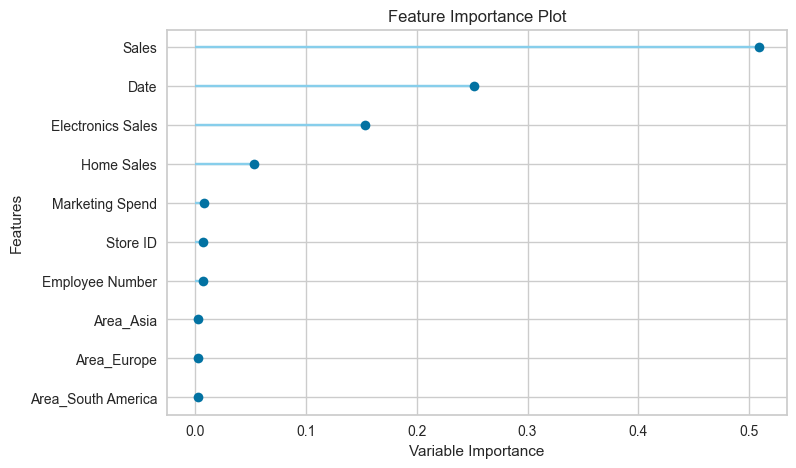 Feature Importance Plot
Sales
Date
Electronics Sales
Home Sales
Marketing Spend
Store ID
Employee Number
Area_Asia
Area_Europe
Area_South America
Features
0.0 0.1 0.2 0.3 0.4 0.5
Variable Importance